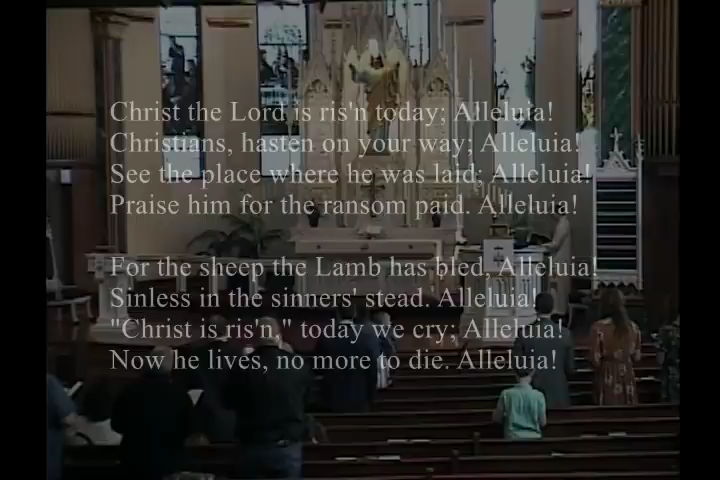 Christ the Lord is ris'n today; Alleluia!
Christians, hasten on your way; Alleluia!
See the place where he was laid; Alleluia!
Praise him for the ransom paid. Alleluia!
For the sheep the Lamb has bled, Alleluia!
Sinless in the sinners' stead. Alleluia!
"Christ is ris'n," today we cry; Alleluia!
Now he lives, no more to die. Alleluia!